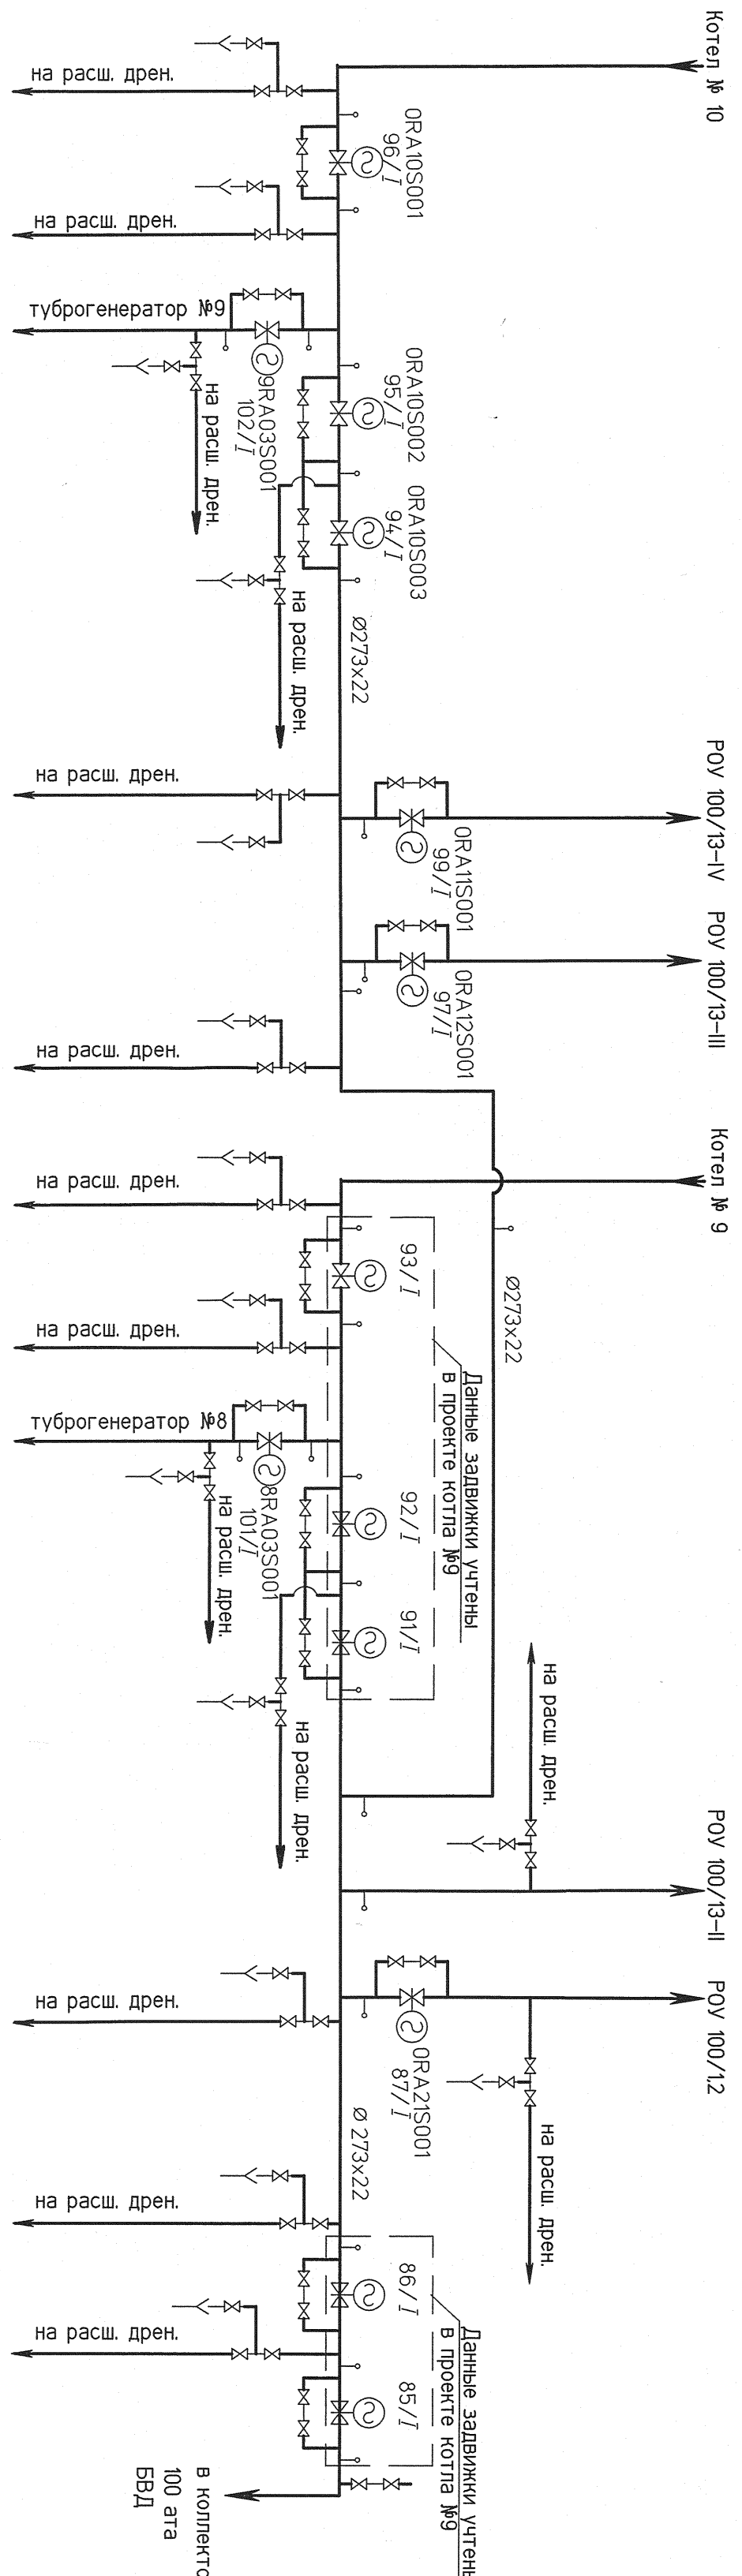 Котел № 10
на расш. дрен.
0RA10S001
96/I
на расш. дрен.
туброгенератор №9
9RA03S001
102/I
на расш. дрен.
0RA10S002
95/I
0RA10S003
94/I
на расш. дрен.
Ø273x22
на расш. дрен.
РОУ 100/13-IV
0RA11S001
99/I
РОУ 100/13-III
0RA12S001
97/I
на расш. дрен.
Котел № 9
на расш. дрен.
93/I
Ø273x22
на расш. дрен.
Данные задвижки учтены
в проекте котла №9
туброгенератор №8
8RA03S001
101/I
на расш. дрен.
92/I
91/I
на расш. дрен.
на расш. дрен.
РОУ 100/13-II
РОУ 100/1,2
на расш. дрен.
0RA21S001
87/I
на расш. дрен.
Ø 273x22
на расш. дрен.
86/I
Данные задвижки учтены
в проекте котла №9
на расш. дрен.
85/I
в коллекто
100 ата
БВД